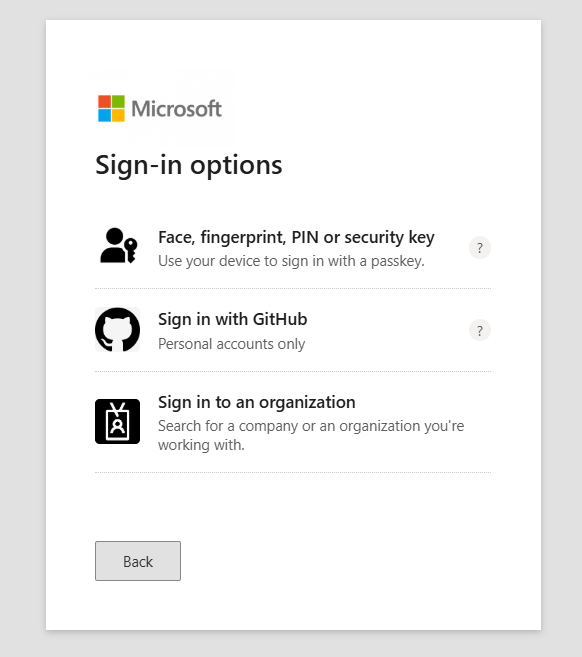 Microsoft
Sign-in options
Face, fingerprint, PIN or security key
?
Use your device to sign in with a passkey.
Sign in with GitHub
?
Personal accounts only
Sign in to an organization
Search for a company or an organization you're
working with.
Back